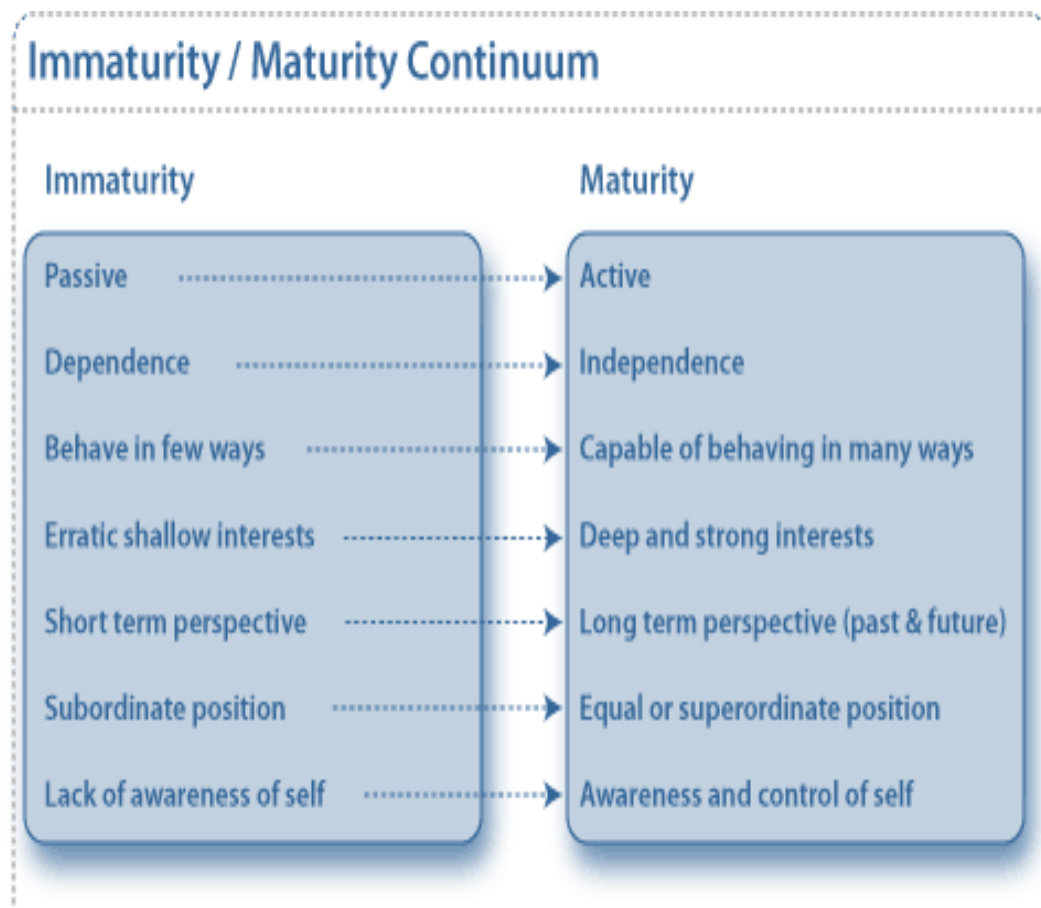 Immaturity / Maturity Continuum
Immaturity
Maturity
Passive
Active
Dependence
Independence
Behave in few ways
Capable of behaving in many ways
Erratic shallow interests
Deep and strong interests
Short term perspective
Long term perspective (past & future)
Subordinate position
Equal or superordinate position
Lack of awareness of self
Awareness and control of self